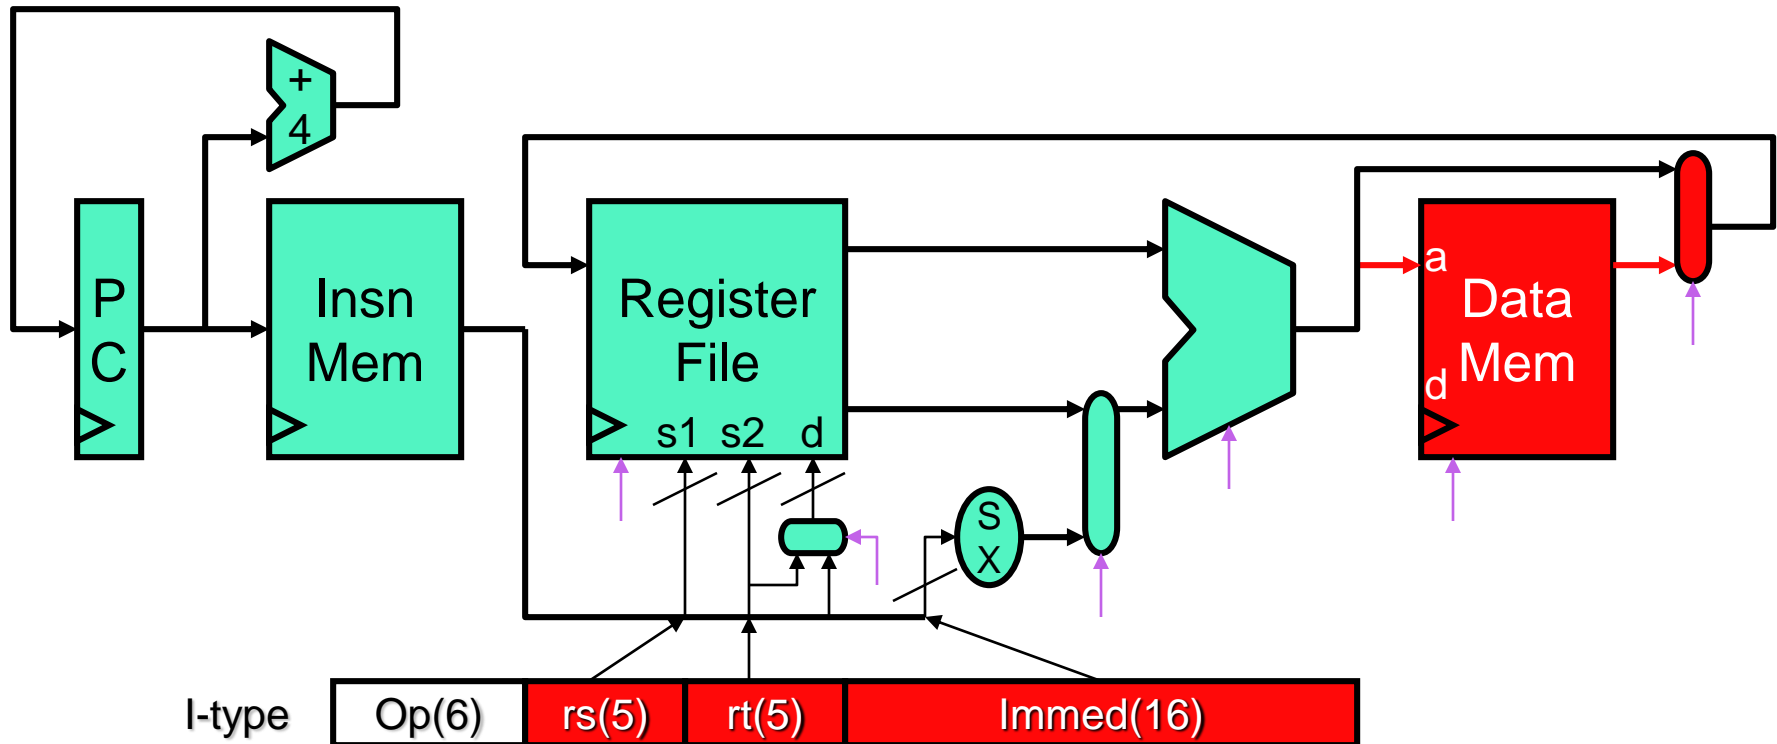 +
4
P
C
Insn
Mem
Register
File
s1 s2 d
S
X
a
Data
Mem
d
I-type Op(6) rs(5) rt(5) Immed(16)